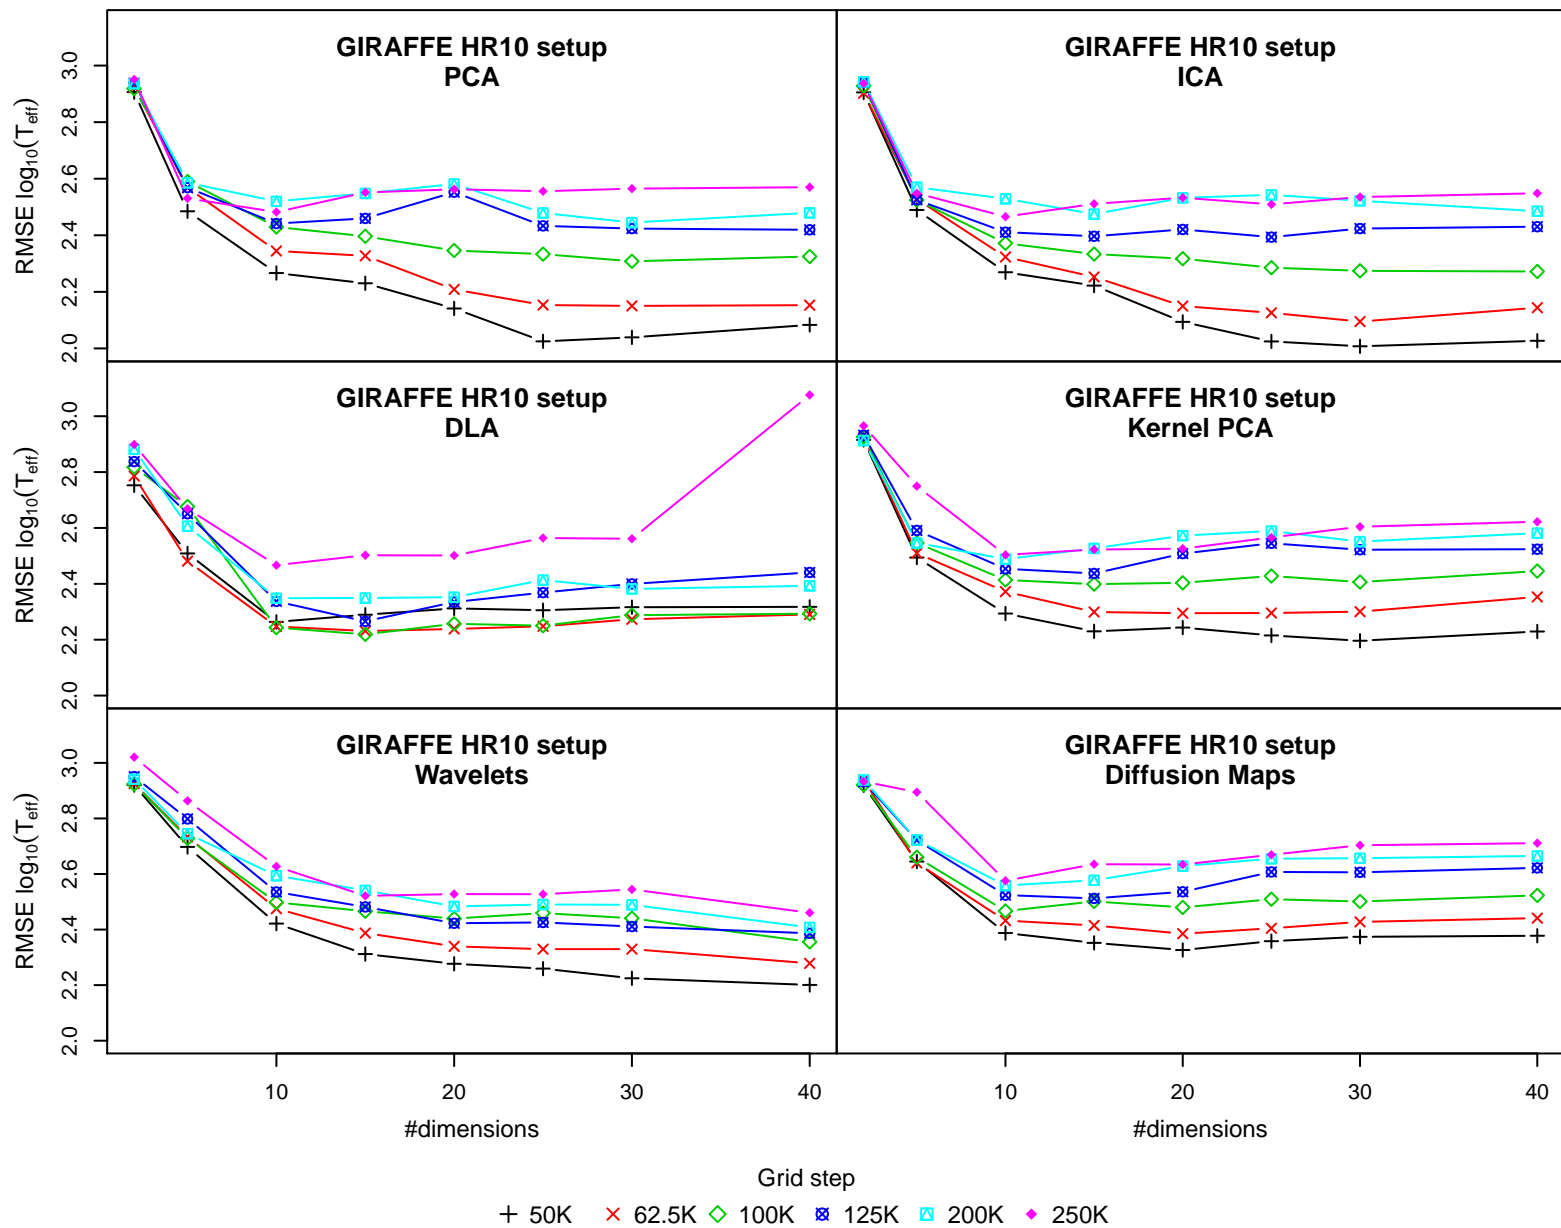 GIRAFFE HR10 setup
PCA
GIRAFFE HR10 setup
ICA
RMSE log₁₀(T_eff)
2.0 2.2 2.4 2.6 2.8 3.0
GIRAFFE HR10 setup
DLA
GIRAFFE HR10 setup
Kernel PCA
RMSE log₁₀(T_eff)
2.0 2.2 2.4 2.6 2.8 3.0
GIRAFFE HR10 setup
Wavelets
GIRAFFE HR10 setup
Diffusion Maps
RMSE log₁₀(T_eff)
2.0 2.2 2.4 2.6 2.8 3.0
10 20 30 40
10 20 30 40
#dimensions
#dimensions
Grid step
50K 62.5K 100K 125K 200K 250K